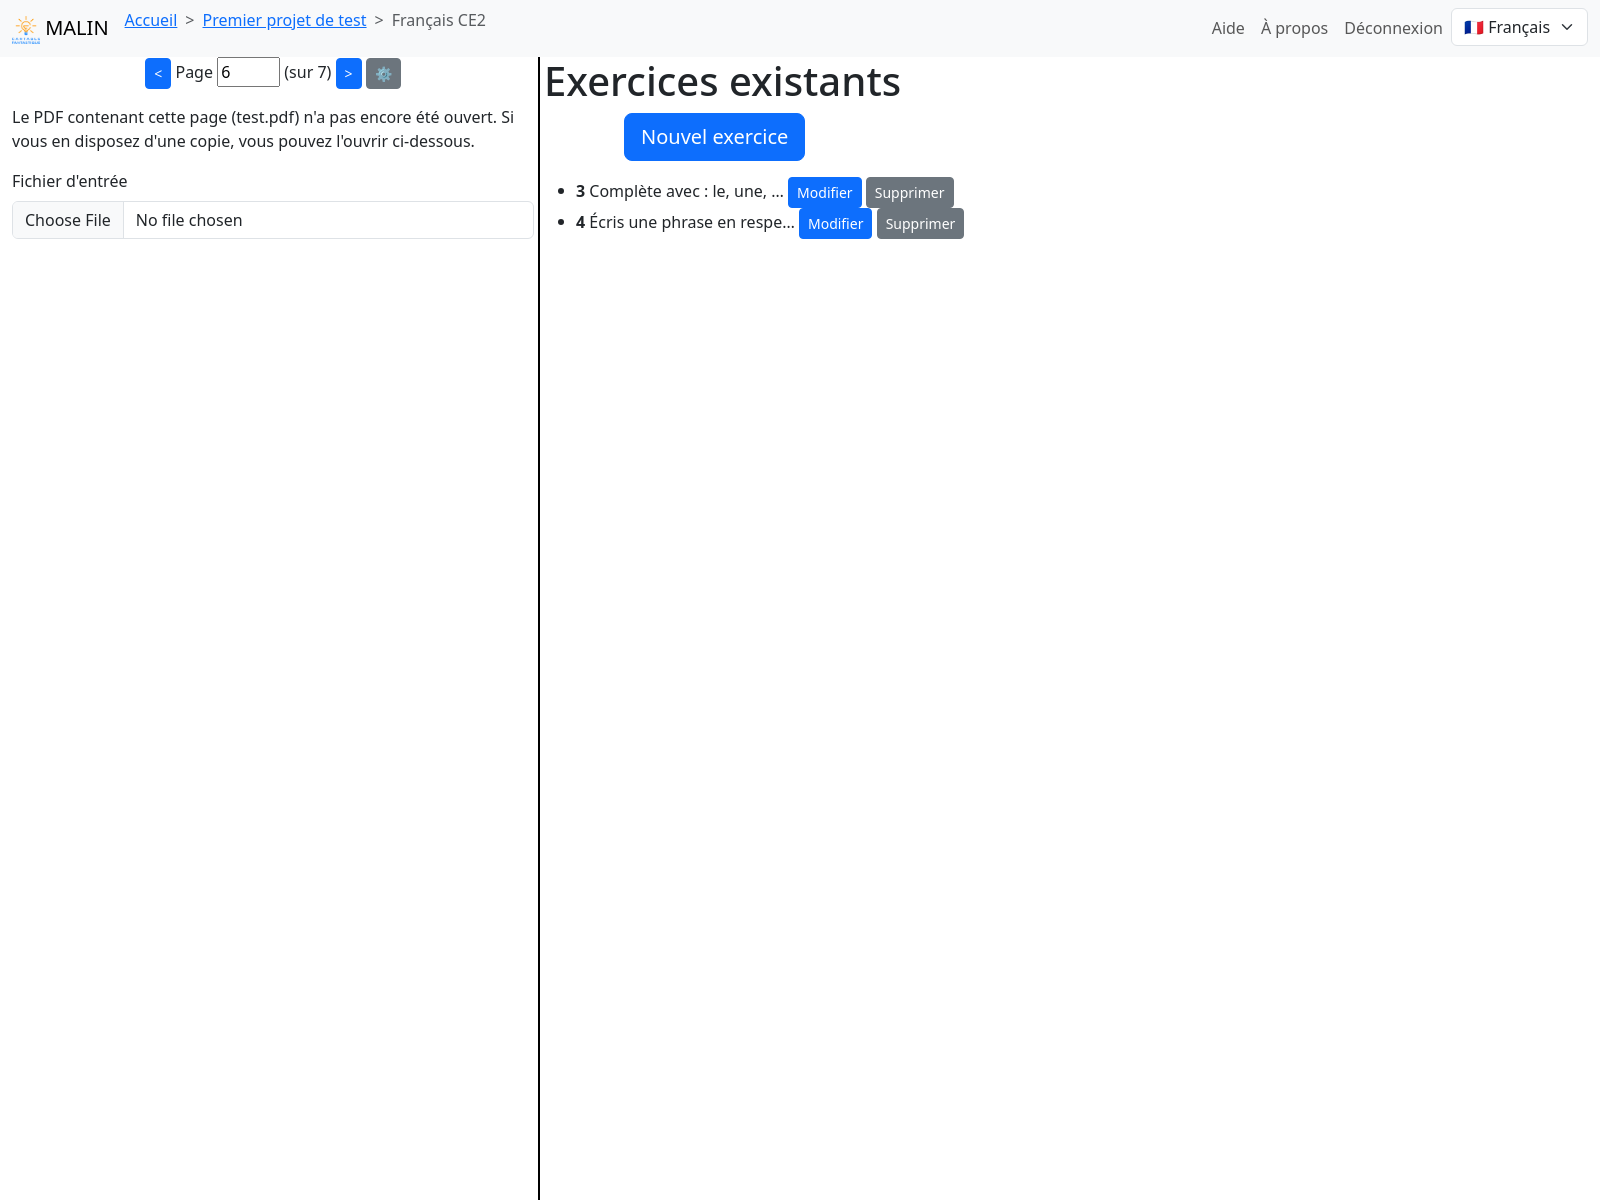 MALIN Accueil > Premier projet de test > Français CE2 Aide À propos Déconnexion 🇫🇷 Français
< Page 6 (sur 7) > ⚙️
Le PDF contenant cette page (test.pdf) n'a pas encore été ouvert. Si
vous en disposez d'une copie, vous pouvez l'ouvrir ci-dessous.
Fichier d'entrée
Choose File No file chosen
Exercices existants
Nouvel exercice
• 3 Complète avec : le, une, … Modifier Supprimer
• 4 Écris une phrase en respe… Modifier Supprimer